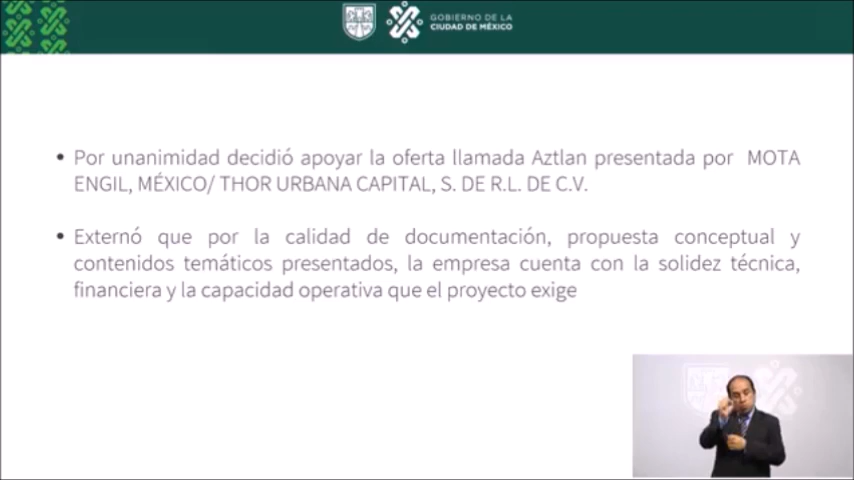 GOBIERNO DE LA
CIUDAD DE MÉXICO
• Por unanimidad decidió apoyar la oferta llamada Aztlan presentada por MOTA
ENGIL, MÉXICO/ THOR URBANA CAPITAL, S. DE R.L. DE C.V.
• Externó que por la calidad de documentación, propuesta conceptual y
contenidos temáticos presentados, la empresa cuenta con la solidez técnica,
financiera y la capacidad operativa que el proyecto exige